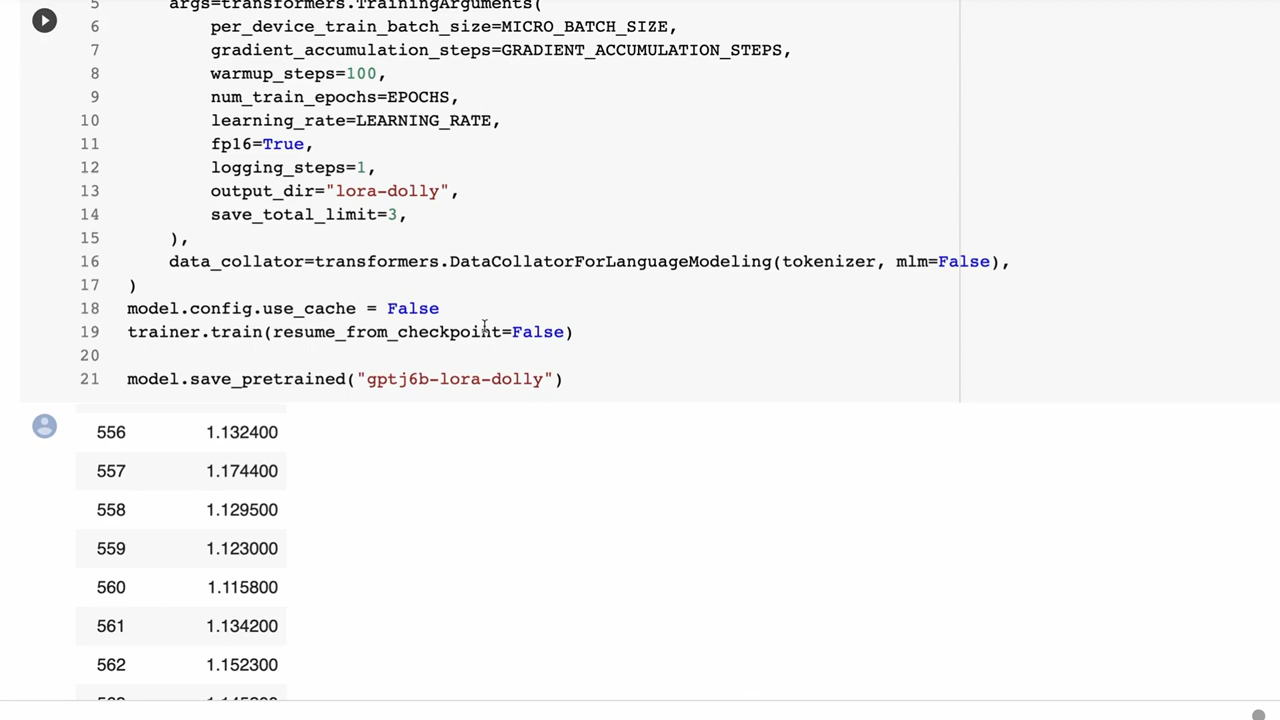 5 args=transformers.TrainingArguments(
6 per_device_train_batch_size=MICRO_BATCH_SIZE,
7 gradient_accumulation_steps=GRADIENT_ACCUMULATION_STEPS,
8 warmup_steps=100,
9 num_train_epochs=EPOCHS,
10 learning_rate=LEARNING_RATE,
11 fp16=True,
12 logging_steps=1,
13 output_dir="lora-dolly",
14 save_total_limit=3,
15 ),
16 data_collator=transformers.DataCollatorForLanguageModeling(tokenizer, mlm=False),
17 )
18 model.config.use_cache = False
19 trainer.train(resume_from_checkpoint=False)
20
21 model.save_pretrained("gptj6b-lora-dolly")
556 1.132400
557 1.174400
558 1.129500
559 1.123000
560 1.115800
561 1.134200
562 1.152300